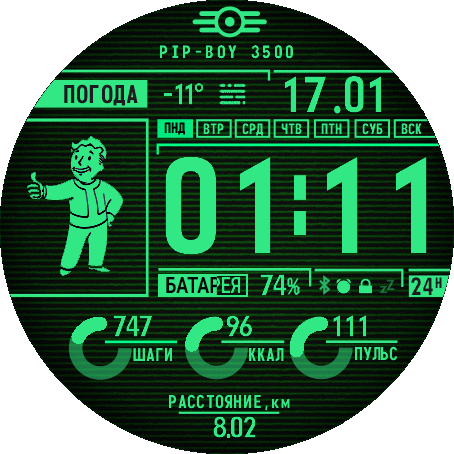 PIP-BOY 3500
ПОГОДА -11° 17.01
ПНД ВТР СРД ЧТВ ПТН СУБ ВСК
01:11
БАТАРЕЯ 74% zZ 24H
747 96 111
ШАГИ ККАЛ ПУЛЬС
РАССТОЯНИЕ,км
8.02